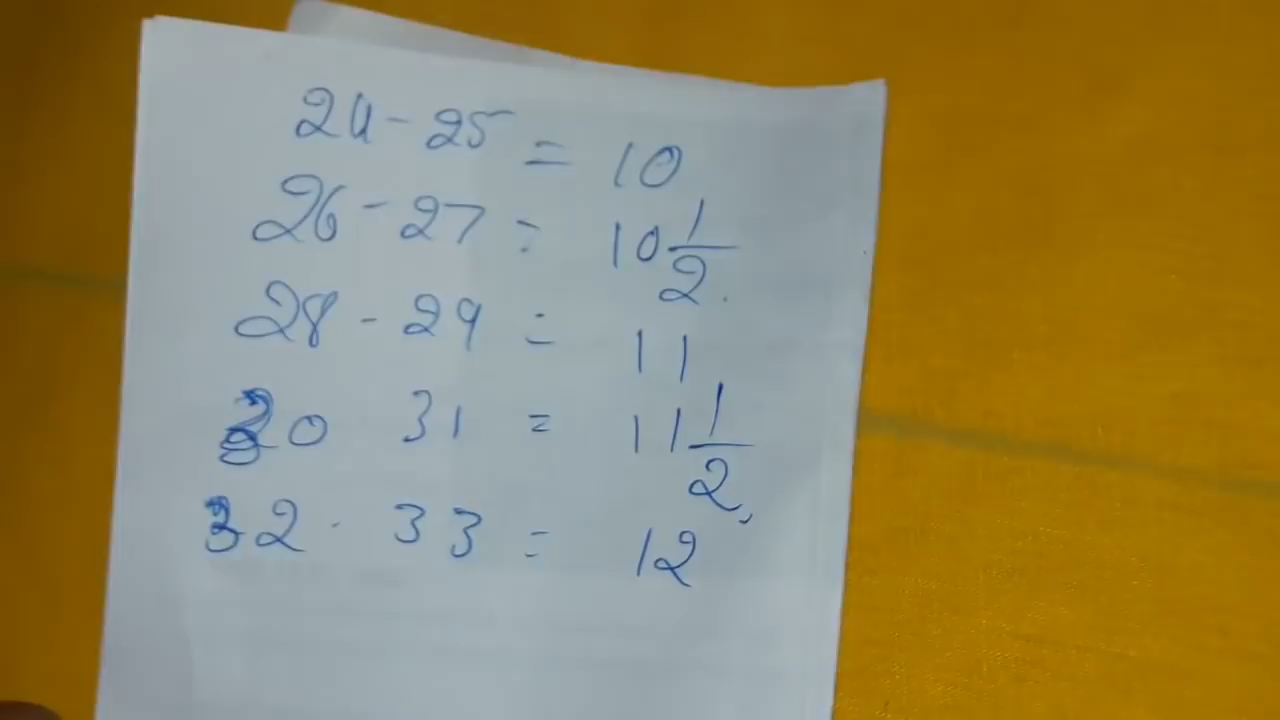 24 - 25 = 10
26 - 27 = 10 1/2
28 - 29 = 11
30 31 = 11 1/2
32 - 33 = 12